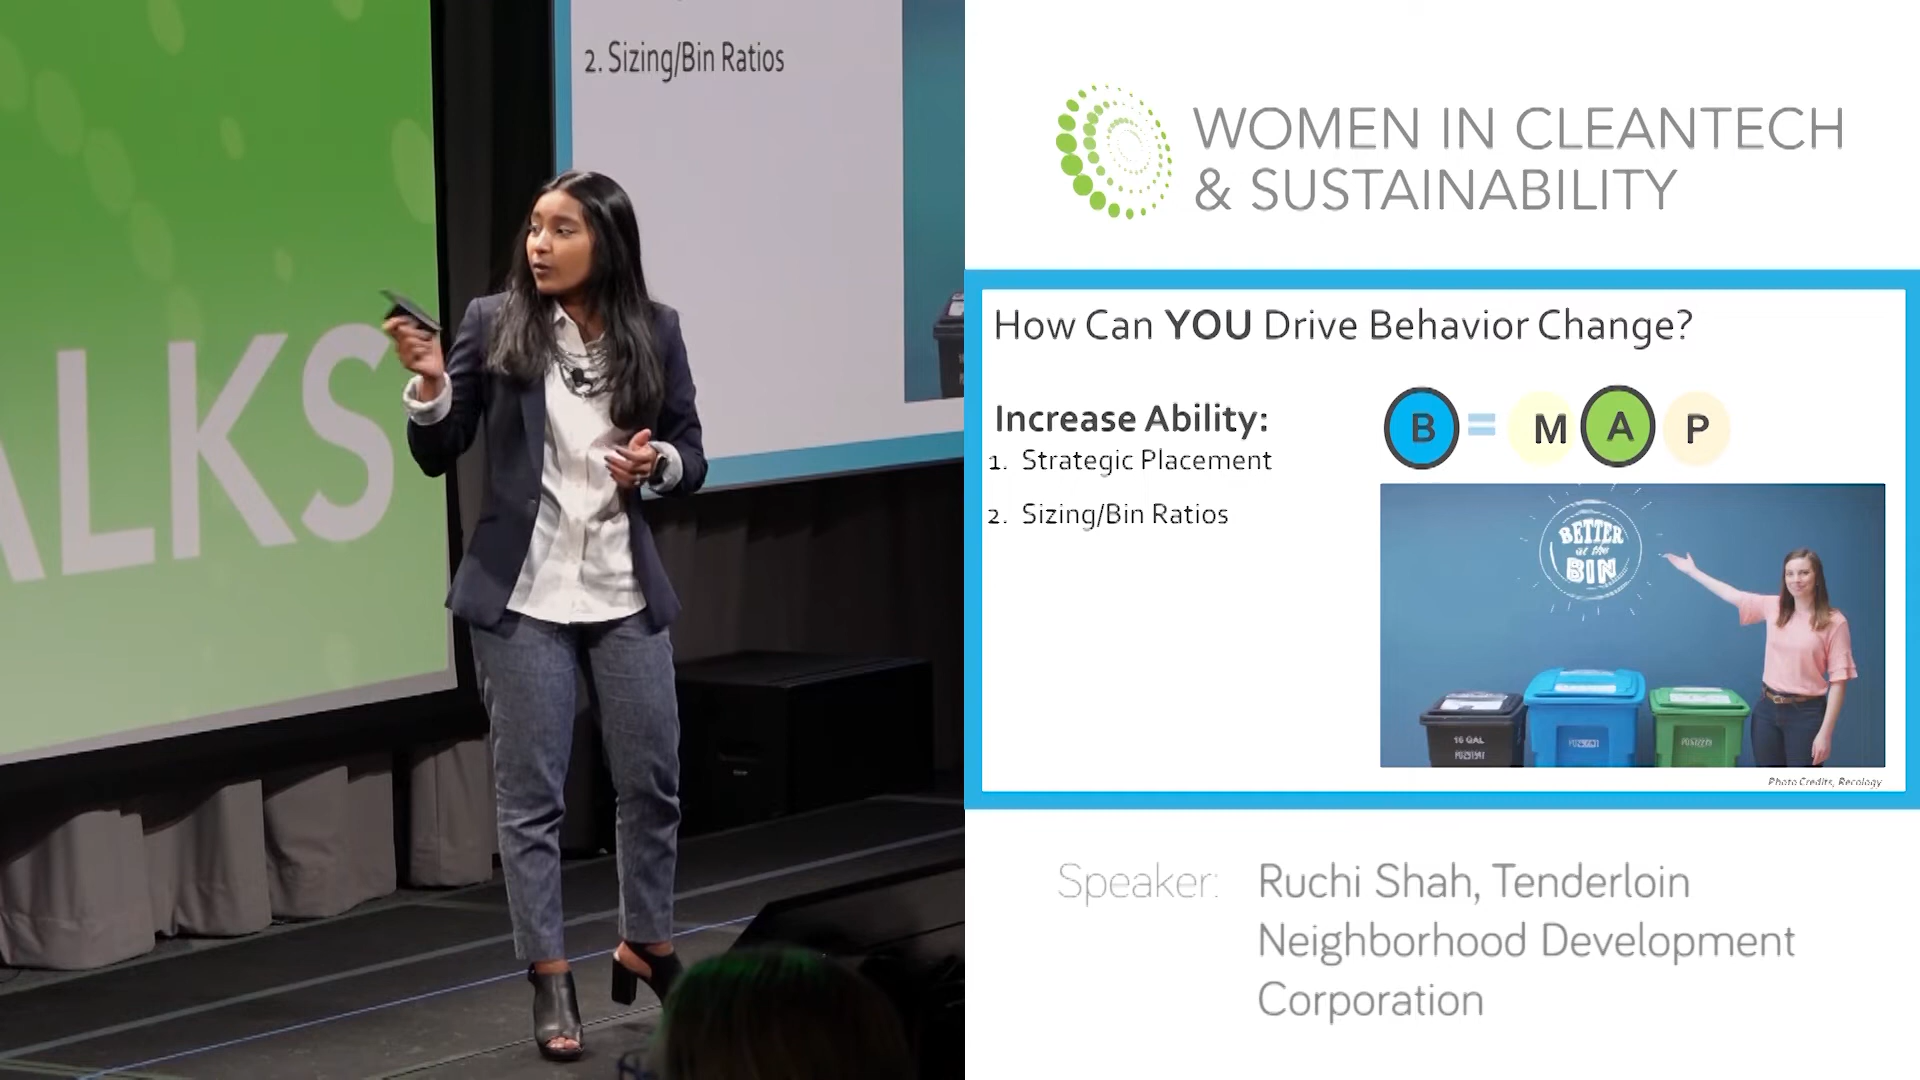 2. Sizing/Bin Ratios
ALKS
WOMEN IN CLEANTECH
& SUSTAINABILITY
How Can YOU Drive Behavior Change?
Increase Ability:
1. Strategic Placement
2. Sizing/Bin Ratios
B = M A P
BETTER
at the
BIN
16 GAL
Photo Credits, Recology
Speaker: Ruchi Shah, Tenderloin
Neighborhood Development
Corporation